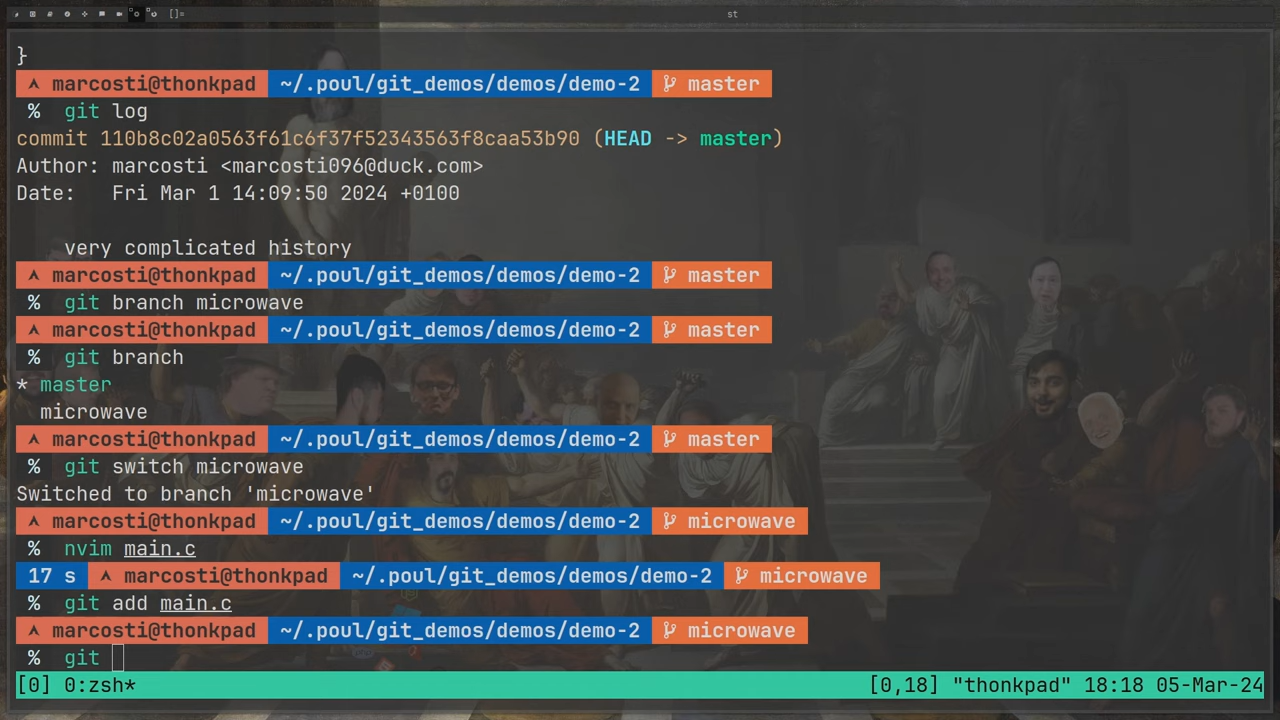 []=
st
}
marcosti@thonkpad ~/.poul/git_demos/demos/demo-2 master
% git log
commit 110b8c02a0563f61c6f37f52343563f8caa53b90 (HEAD -> master)
Author: marcosti <marcosti096@duck.com>
Date: Fri Mar 1 14:09:50 2024 +0100
very complicated history
marcosti@thonkpad ~/.poul/git_demos/demos/demo-2 master
% git branch microwave
marcosti@thonkpad ~/.poul/git_demos/demos/demo-2 master
% git branch
* master
microwave
marcosti@thonkpad ~/.poul/git_demos/demos/demo-2 master
% git switch microwave
Switched to branch 'microwave'
marcosti@thonkpad ~/.poul/git_demos/demos/demo-2 microwave
% nvim main.c
17 s marcosti@thonkpad ~/.poul/git_demos/demos/demo-2 microwave
% git add main.c
marcosti@thonkpad ~/.poul/git_demos/demos/demo-2 microwave
% git
[0] 0:zsh* [0,18] "thonkpad" 18:18 05-Mar-24